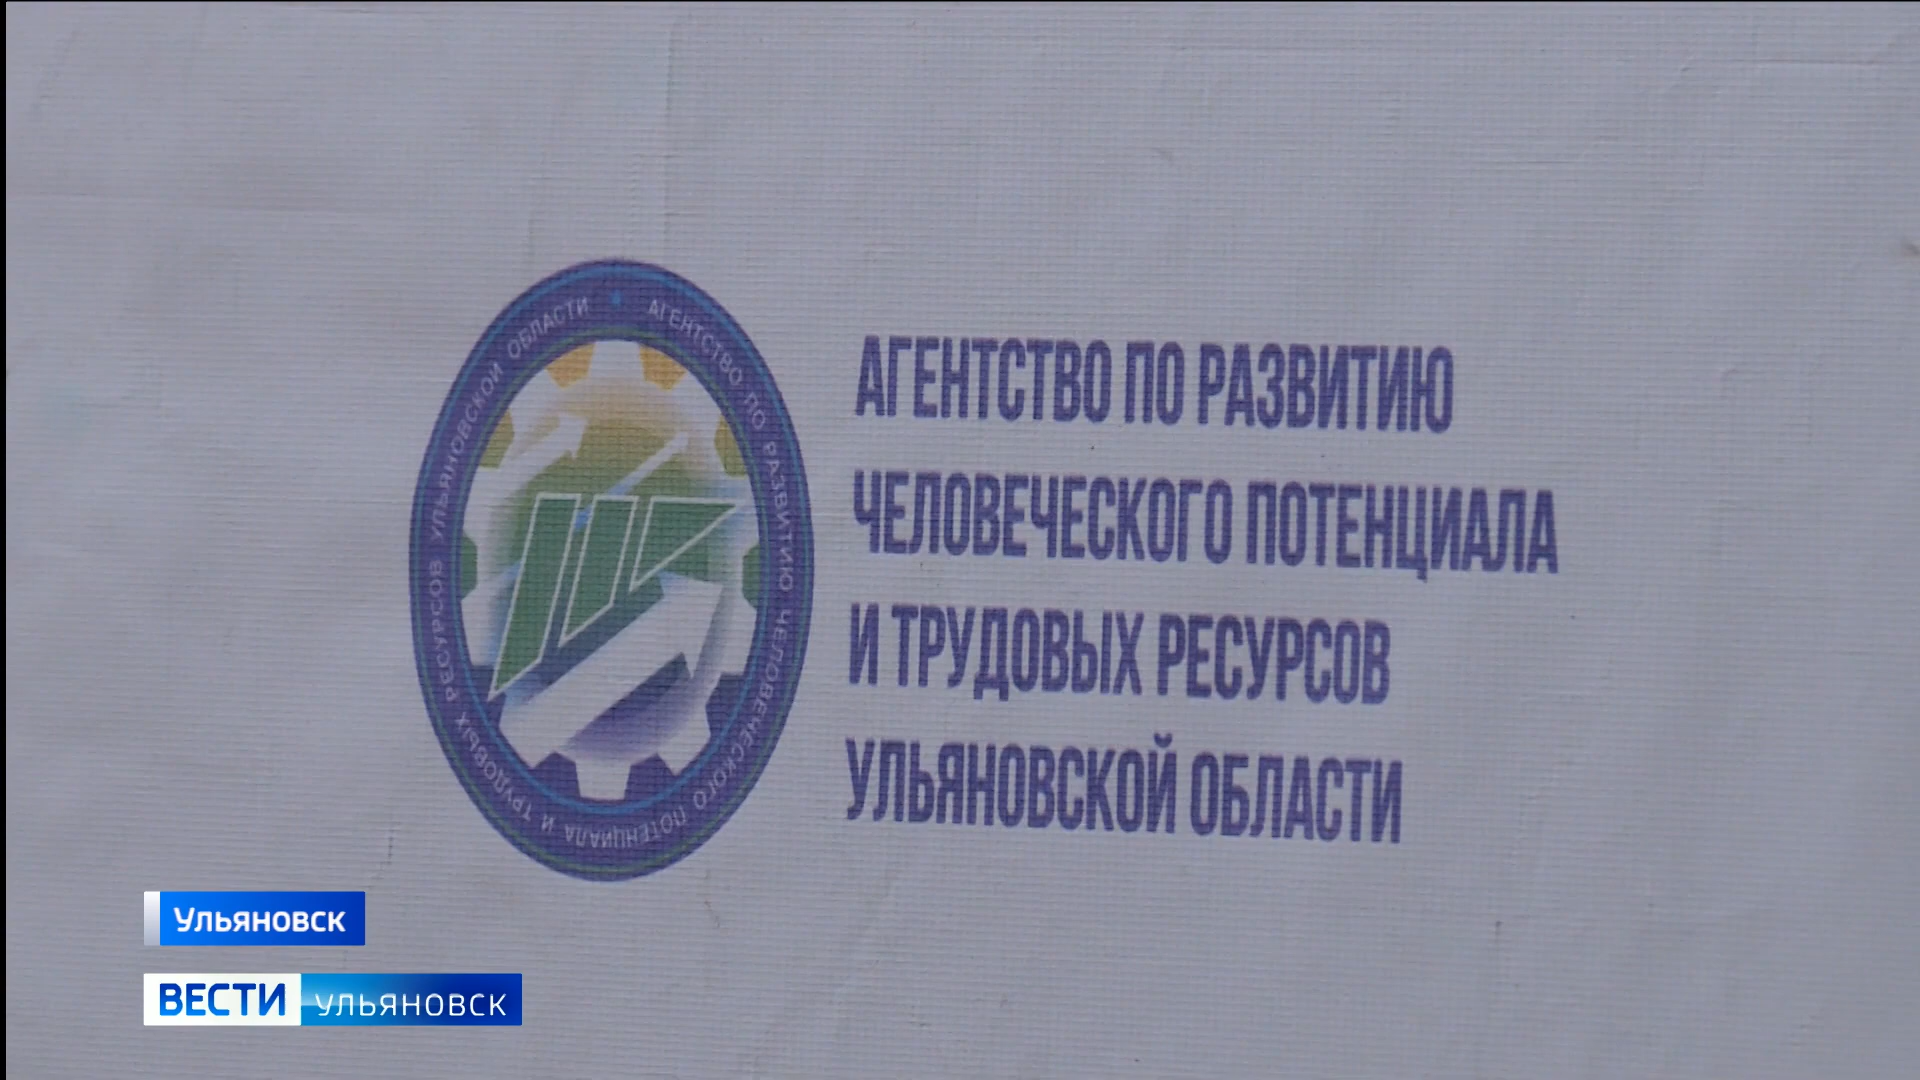 АГЕНТСТВО ПО РАЗВИТИЮ ЧЕЛОВЕЧЕСКОГО ПОТЕНЦИАЛА И ТРУДОВЫХ РЕСУРСОВ УЛЬЯНОВСКОЙ ОБЛАСТИ
АГЕНТСТВО ПО РАЗВИТИЮ
ЧЕЛОВЕЧЕСКОГО ПОТЕНЦИАЛА
И ТРУДОВЫХ РЕСУРСОВ
УЛЬЯНОВСКОЙ ОБЛАСТИ
Ульяновск
ВЕСТИ УЛЬЯНОВСК